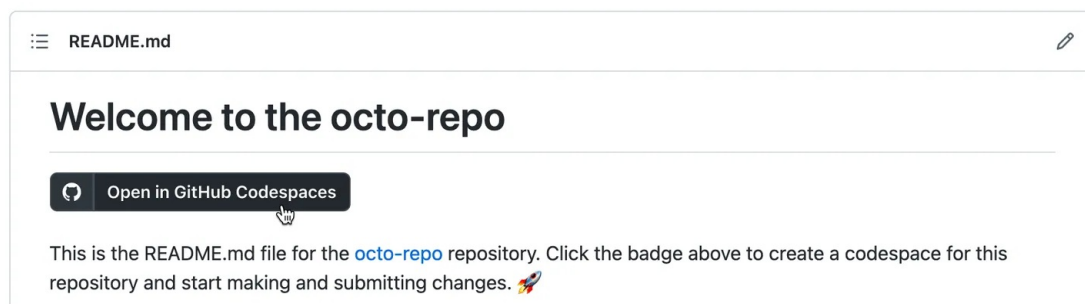 README.md
Welcome to the octo-repo
Open in GitHub Codespaces
This is the README.md file for the octo-repo repository. Click the badge above to create a codespace for this
repository and start making and submitting changes. 🚀